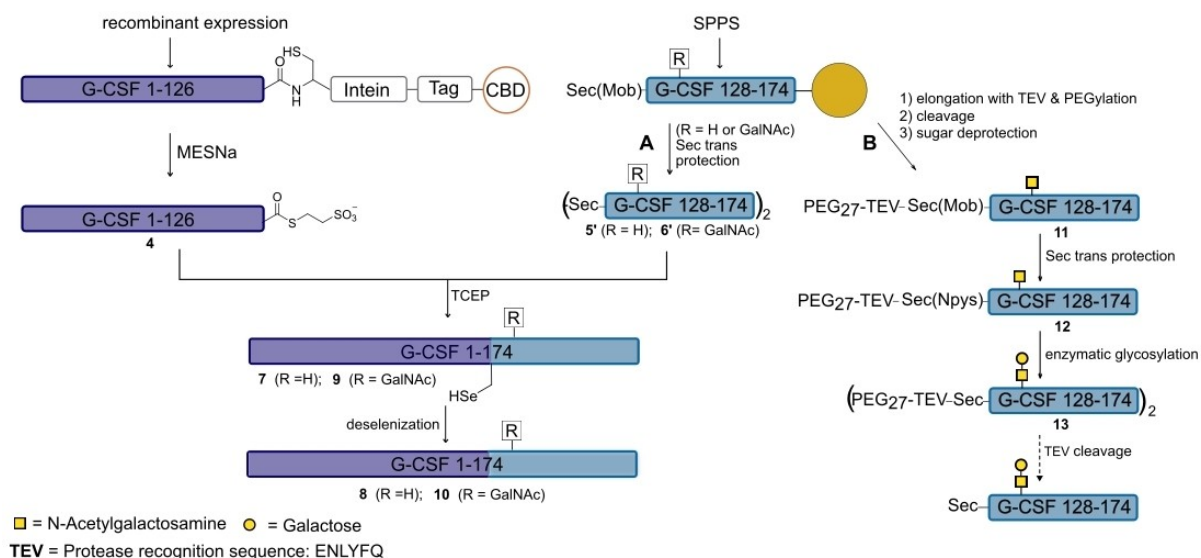 recombinant expression
HS
O
N
H
G-CSF 1-126
Intein
Tag
CBD
MESNa
G-CSF 1-126
O
S
SO3−
4
SPPS
R
Sec(Mob)
G-CSF 128-174
A
(R = H or GalNAc)
Sec trans
protection
R
(Sec
G-CSF 128-174)2
5' (R = H); 6' (R= GalNAc)
B
1) elongation with TEV & PEGylation
2) cleavage
3) sugar deprotection
PEG27-TEV- Sec(Mob)
G-CSF 128-174
11
Sec trans protection
PEG27-TEV- Sec(Npys)
G-CSF 128-174
12
enzymatic glycosylation
(PEG27-TEV-Sec
G-CSF 128-174)2
13
TEV cleavage
Sec
G-CSF 128-174
TCEP
R
G-CSF 1-174
7 (R =H); 9 (R = GalNAc)
HSe
deselenization
R
G-CSF 1-174
8 (R =H); 10 (R = GalNAc)
= N-Acetylgalactosamine
= Galactose
TEV = Protease recognition sequence: ENLYFQ